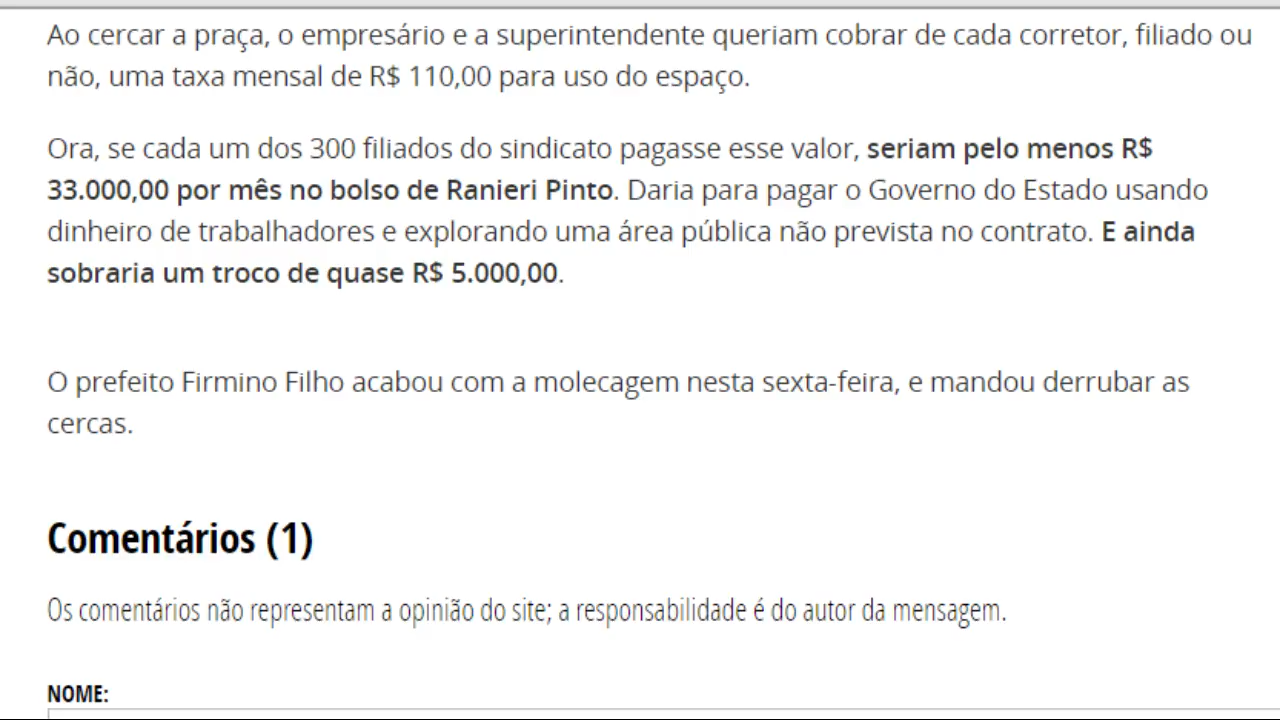 Ao cercar a praça, o empresário e a superintendente queriam cobrar de cada corretor, filiado ou
não, uma taxa mensal de R$ 110,00 para uso do espaço.
Ora, se cada um dos 300 filiados do sindicato pagasse esse valor, seriam pelo menos R$
33.000,00 por mês no bolso de Ranieri Pinto. Daria para pagar o Governo do Estado usando
dinheiro de trabalhadores e explorando uma área pública não prevista no contrato. E ainda
sobraria um troco de quase R$ 5.000,00.
O prefeito Firmino Filho acabou com a molecagem nesta sexta-feira, e mandou derrubar as
cercas.
Comentários (1)
Os comentários não representam a opinião do site; a responsabilidade é do autor da mensagem.
NOME: